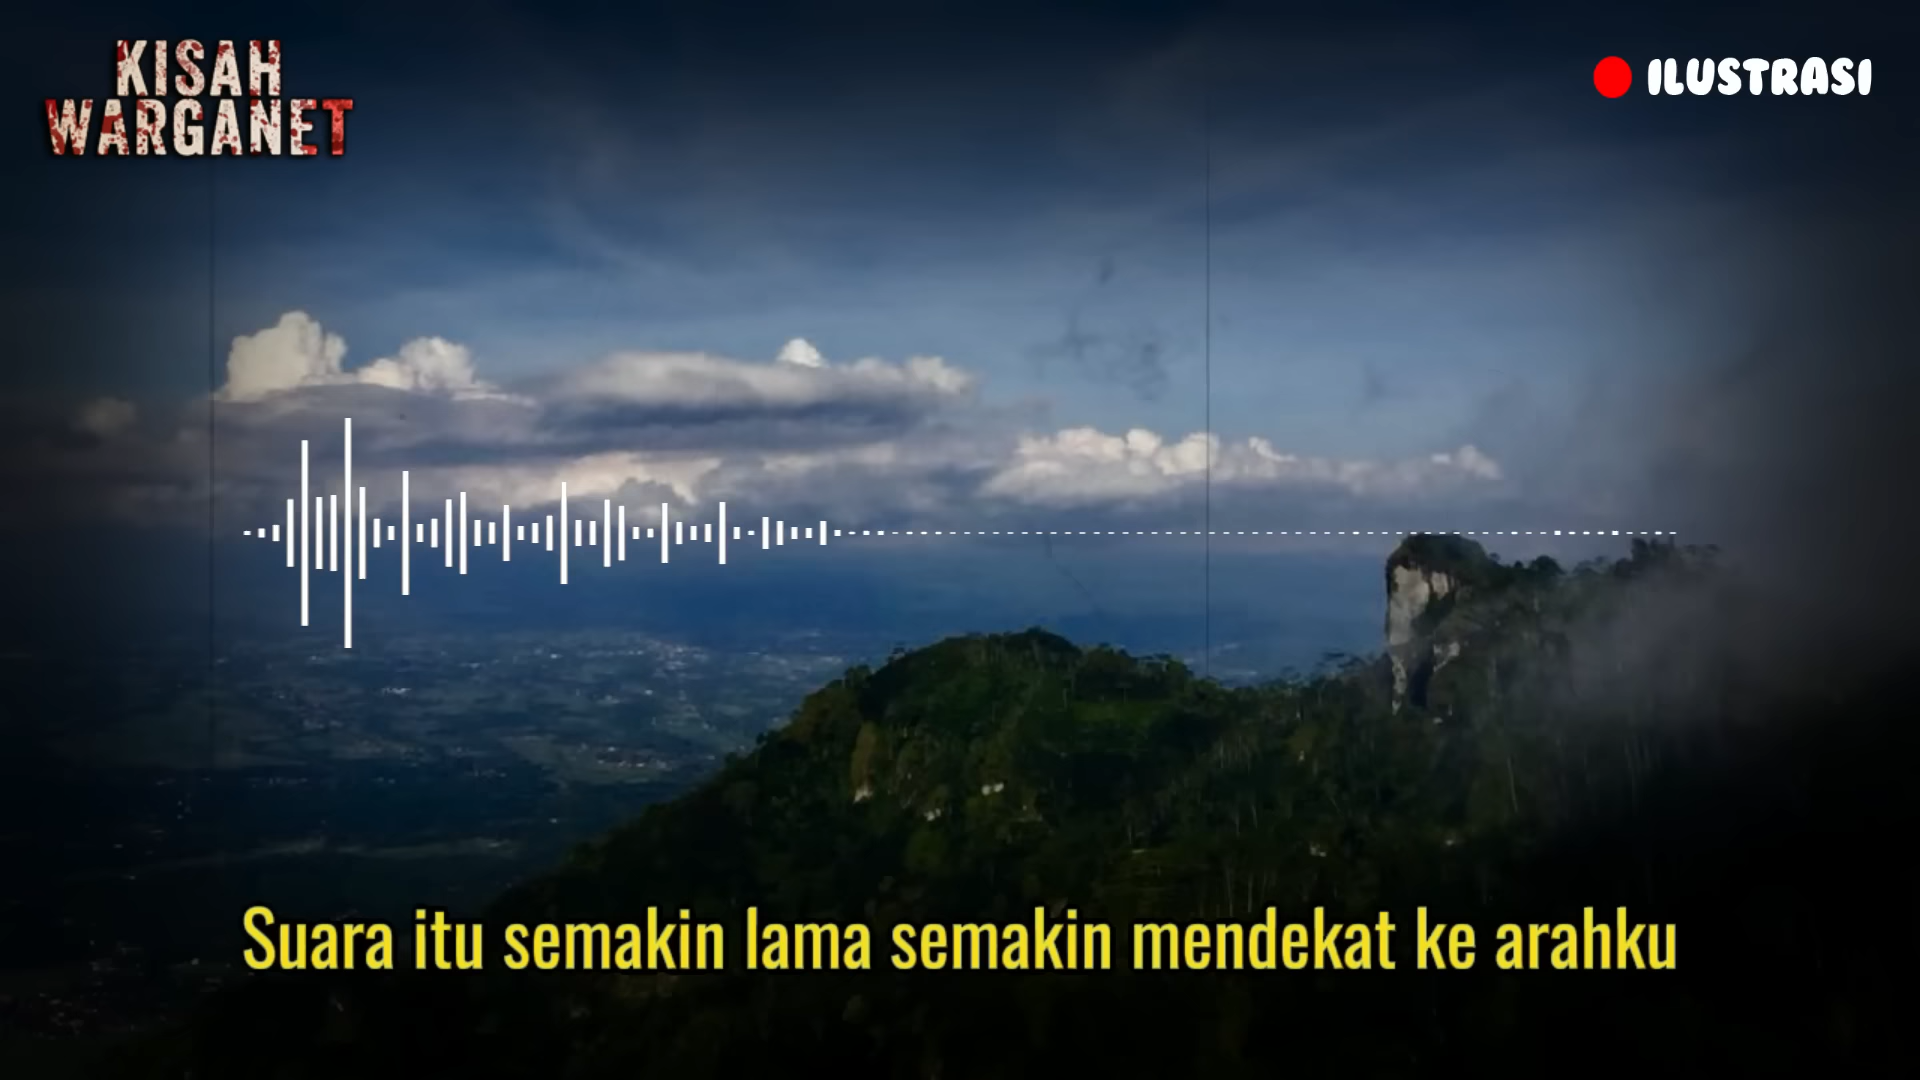 KISAH
WARGANET
ILUSTRASI
Suara itu semakin lama semakin mendekat ke arahku